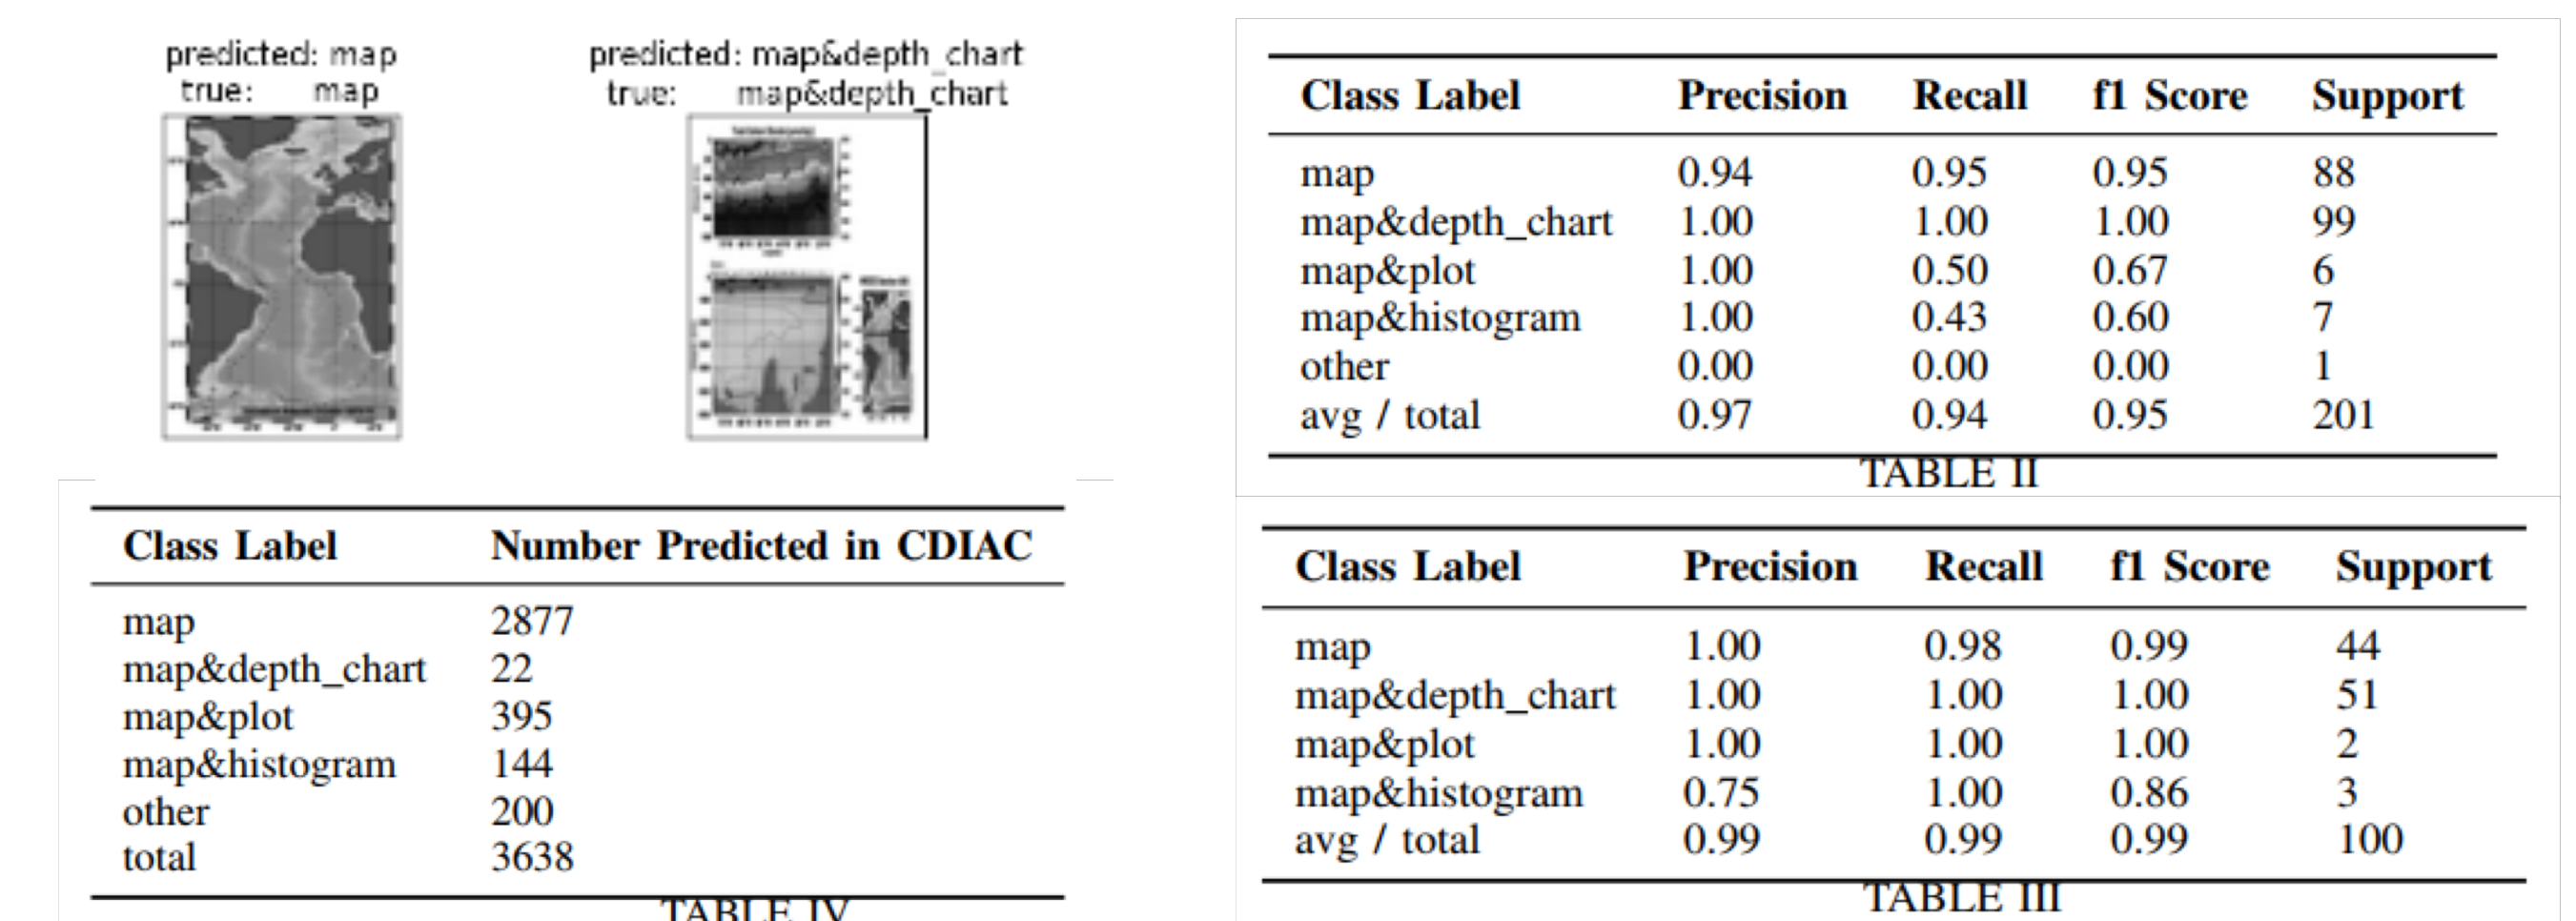 predicted: map
true: map
predicted: map&depth_chart
true: map&depth_chart
Class Label Number Predicted in CDIAC
map 2877
map&depth_chart 22
map&plot 395
map&histogram 144
other 200
total 3638
TABLE IV
Class Label Precision Recall f1 Score Support
map 0.94 0.95 0.95 88
map&depth_chart 1.00 1.00 1.00 99
map&plot 1.00 0.50 0.67 6
map&histogram 1.00 0.43 0.60 7
other 0.00 0.00 0.00 1
avg / total 0.97 0.94 0.95 201
TABLE II
Class Label Precision Recall f1 Score Support
map 1.00 0.98 0.99 44
map&depth_chart 1.00 1.00 1.00 51
map&plot 1.00 1.00 1.00 2
map&histogram 0.75 1.00 0.86 3
avg / total 0.99 0.99 0.99 100
TABLE III